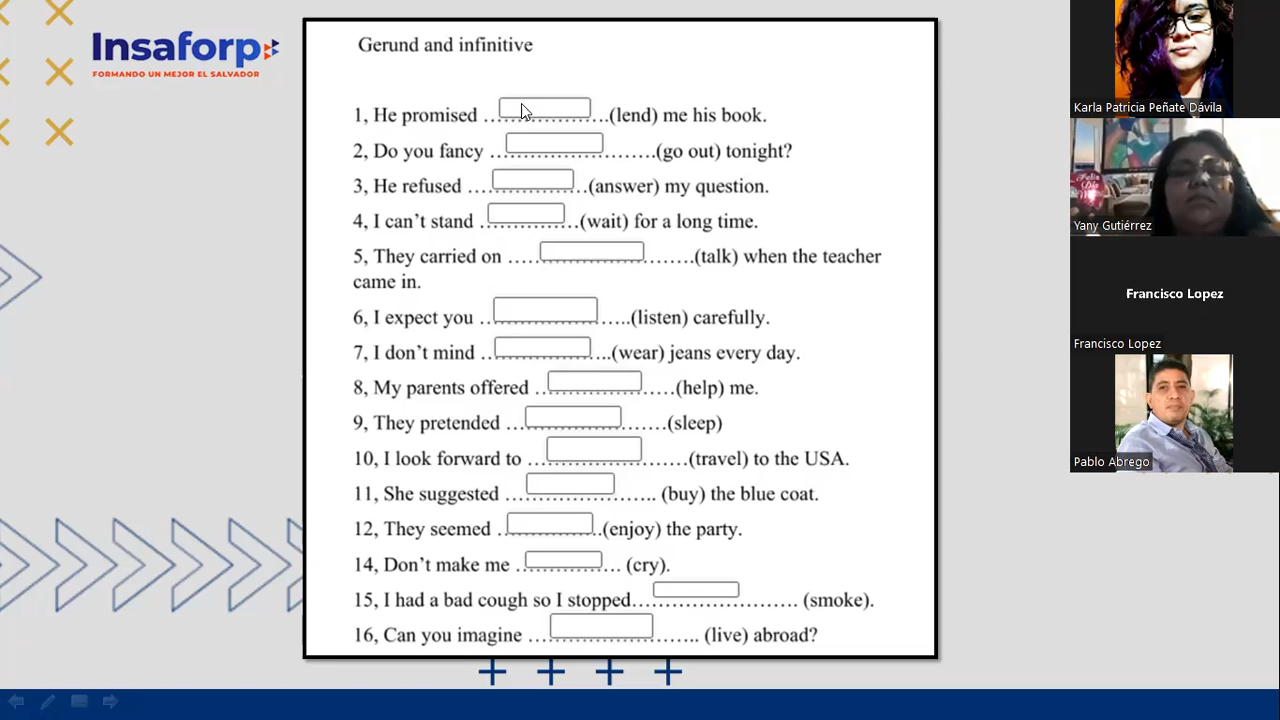 Insaforp
FORMANDO UN MEJOR EL SALVADOR
Gerund and infinitive
1, He promised ………………..(lend) me his book.
2, Do you fancy ……………………..(go out) tonight?
3, He refused ………………..(answer) my question.
4, I can’t stand ……………..(wait) for a long time.
5, They carried on ………………………..(talk) when the teacher
came in.
6, I expect you …………………..(listen) carefully.
7, I don’t mind ………………..(wear) jeans every day.
8, My parents offered …………………..(help) me.
9, They pretended ……………………..(sleep)
10, I look forward to ……………………..(travel) to the USA.
11, She suggested …………………….. (buy) the blue coat.
12, They seemed ……………..(enjoy) the party.
14, Don’t make me ……………… (cry).
15, I had a bad cough so I stopped……………………. (smoke).
16, Can you imagine ……………………….. (live) abroad?
Karla Patricia Peñate Dávila
Yany Gutiérrez
Francisco Lopez
Francisco Lopez
Pablo Abrego